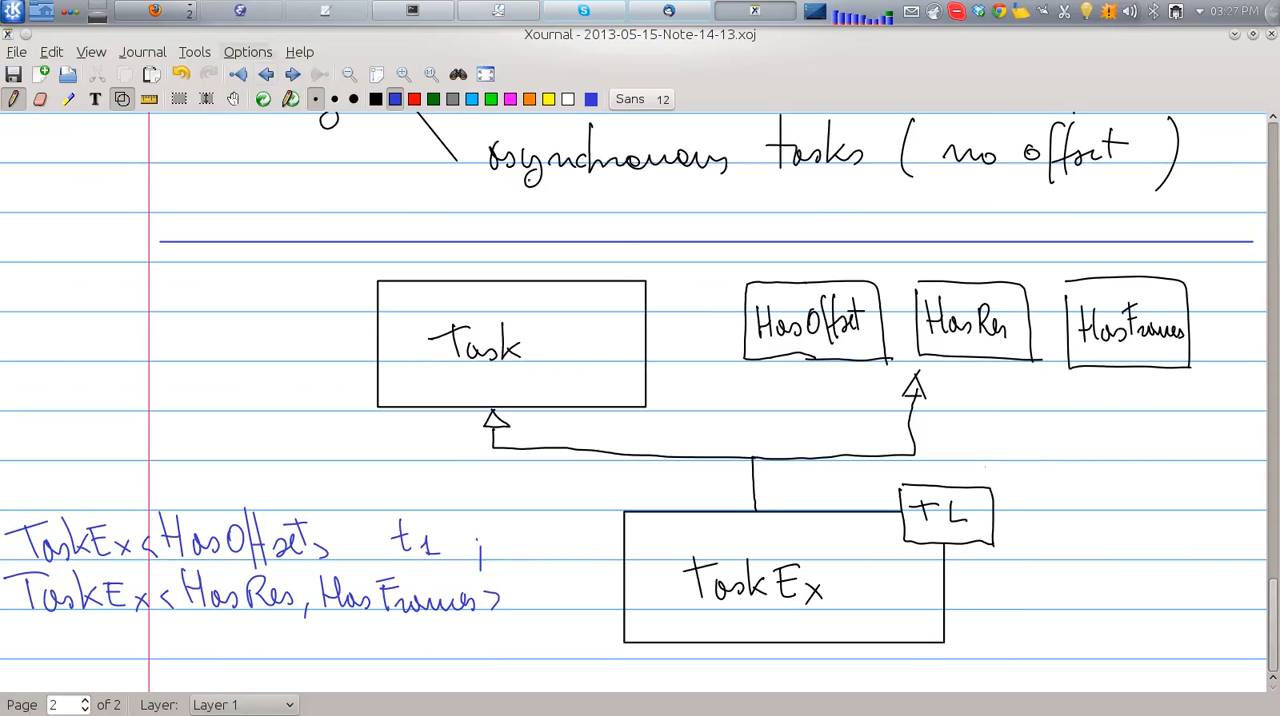 03:27 PM
Xournal - 2013-05-15-Note-14-13.xoj
File Edit View Journal Tools Options Help
Sans 12
asynchronous tasks ( no offset )
Task
HasOffset
HasRes
HasFrames
TL
TaskEx
TaskEx<HasOffset> t1 ;
TaskEx<HasRes, HasFrames>
Page 2 of 2 Layer: Layer 1